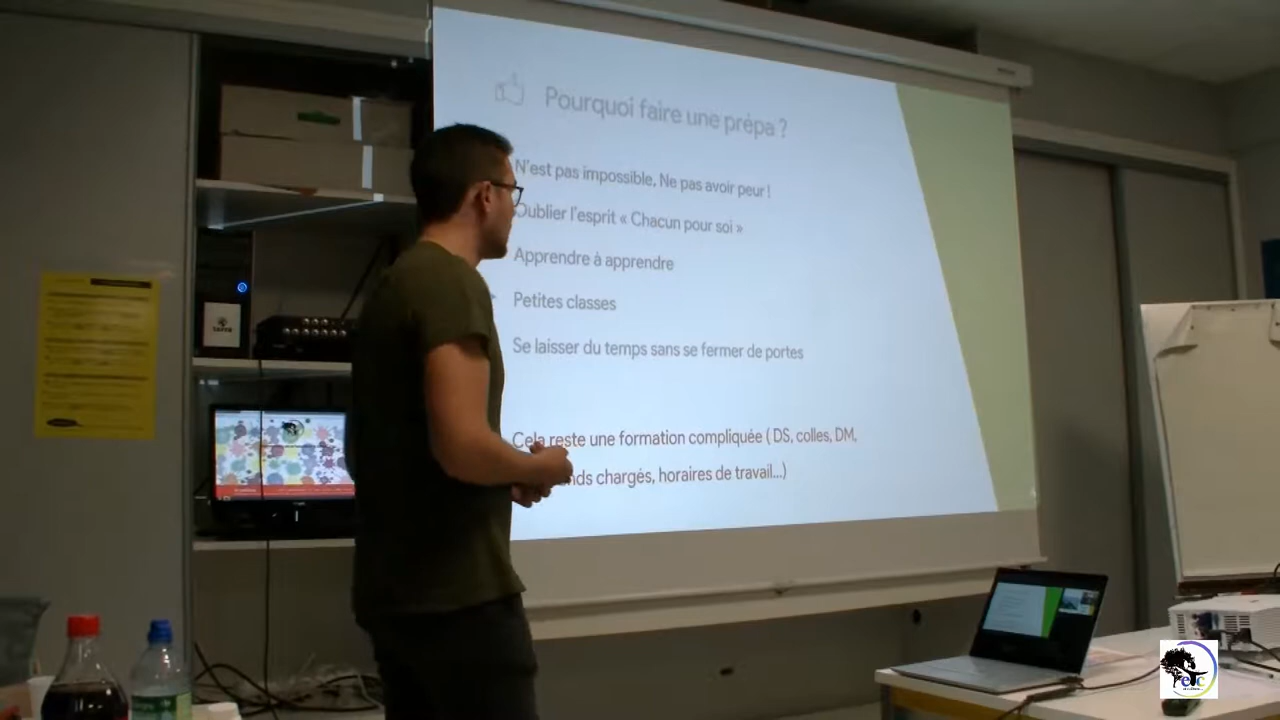 Pourquoi faire une prépa ?
N'est pas impossible, Ne pas avoir peur !
Oublier l'esprit « Chacun pour soi »
Apprendre à apprendre
Petites classes
Se laisser du temps sans se fermer de portes
Cela reste une formation compliquée ( DS, colles, DM,
chargés, horaires de travail...)
terra
etc